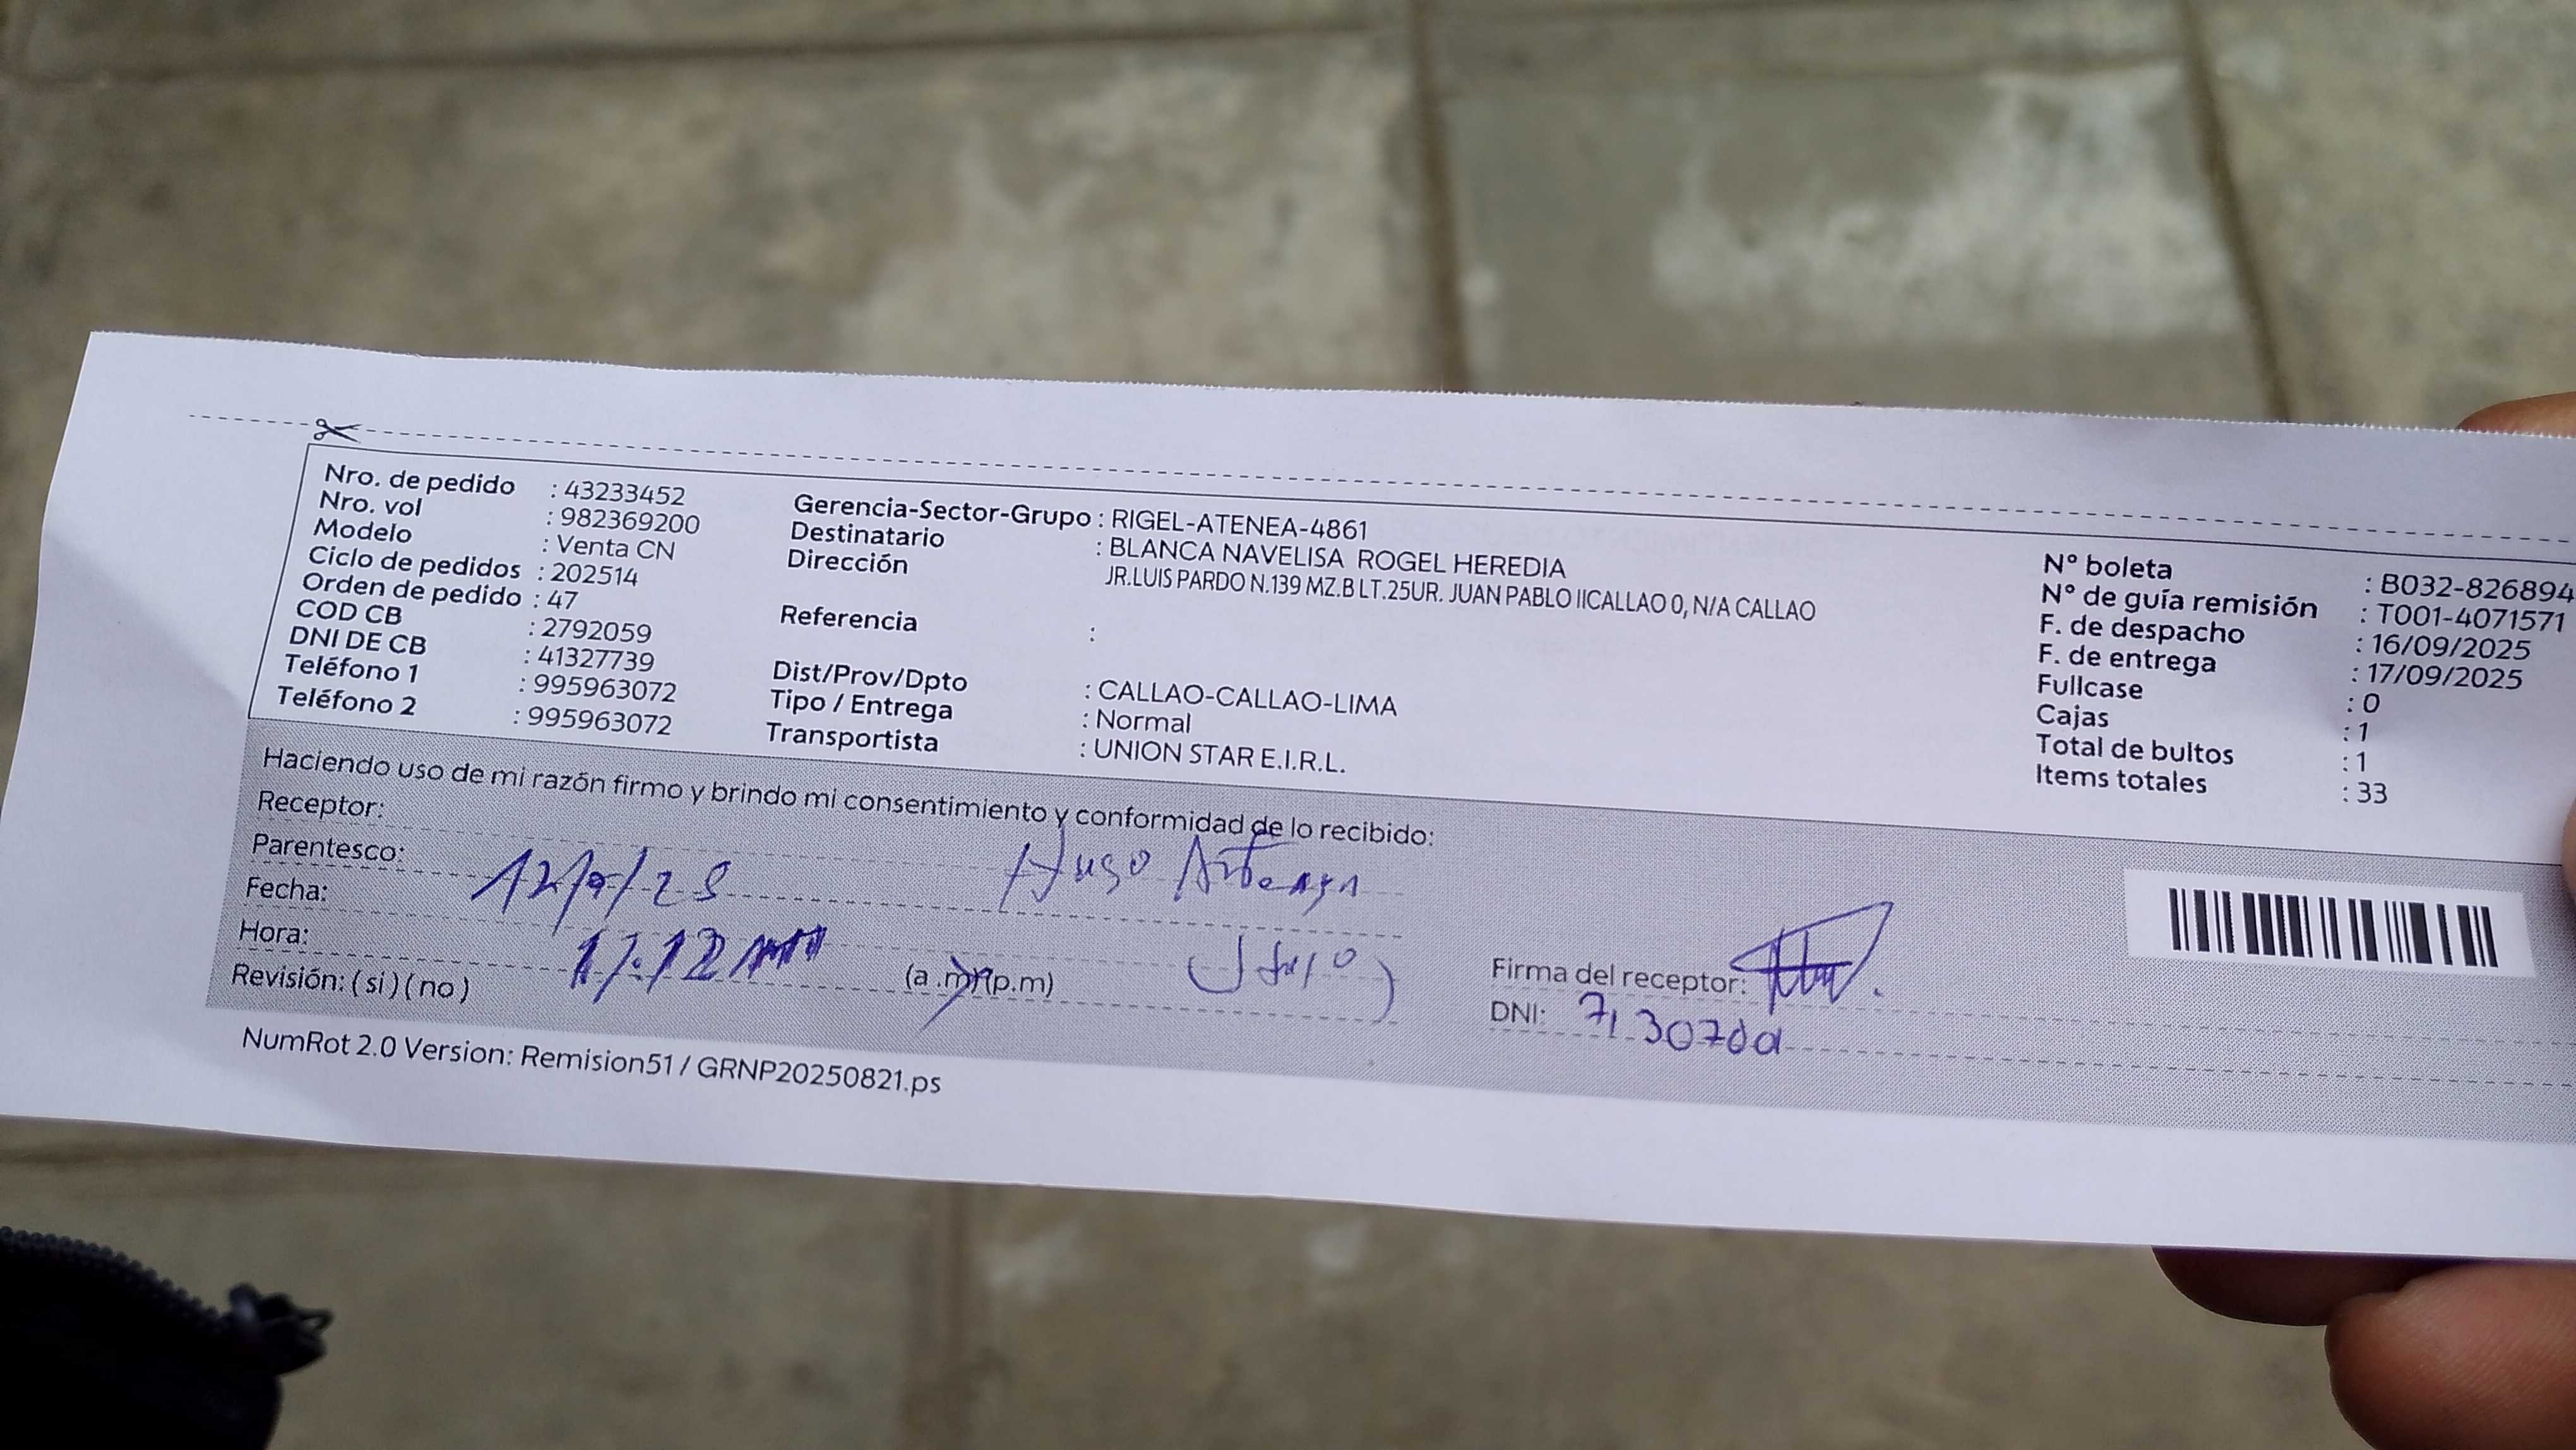 Nro. de pedido : 43233452
Nro. vol : 982369200
Modelo : Venta CN
Ciclo de pedidos : 202514
Orden de pedido : 47
COD CB : 2792059
DNI DE CB : 41327739
Teléfono 1 : 995963072
Teléfono 2 : 995963072
Gerencia-Sector-Grupo : RIGEL-ATENEA-4861
Destinatario : BLANCA NAVELISA ROGEL HEREDIA
Dirección JR.LUIS PARDO N.139 MZ.B LT.25UR. JUAN PABLO IICALLAO 0, N/A CALLAO
Referencia :
Dist/Prov/Dpto : CALLAO-CALLAO-LIMA
Tipo / Entrega : Normal
Transportista : UNION STAR E.I.R.L.
N° boleta : B032-826894
N° de guía remisión : T001-4071571
F. de despacho : 16/09/2025
F. de entrega : 17/09/2025
Fullcase : 0
Cajas : 1
Total de bultos : 1
Items totales : 33
Haciendo uso de mi razón firmo y brindo mi consentimiento y conformidad de lo recibido:
Receptor:
Parentesco: Hugo
Fecha:
Hora: (a.m)(p.m)
Revisión: ( si ) ( no )
Firma del receptor:
DNI:
NumRot 2.0 Version: Remision51 / GRNP20250821.ps